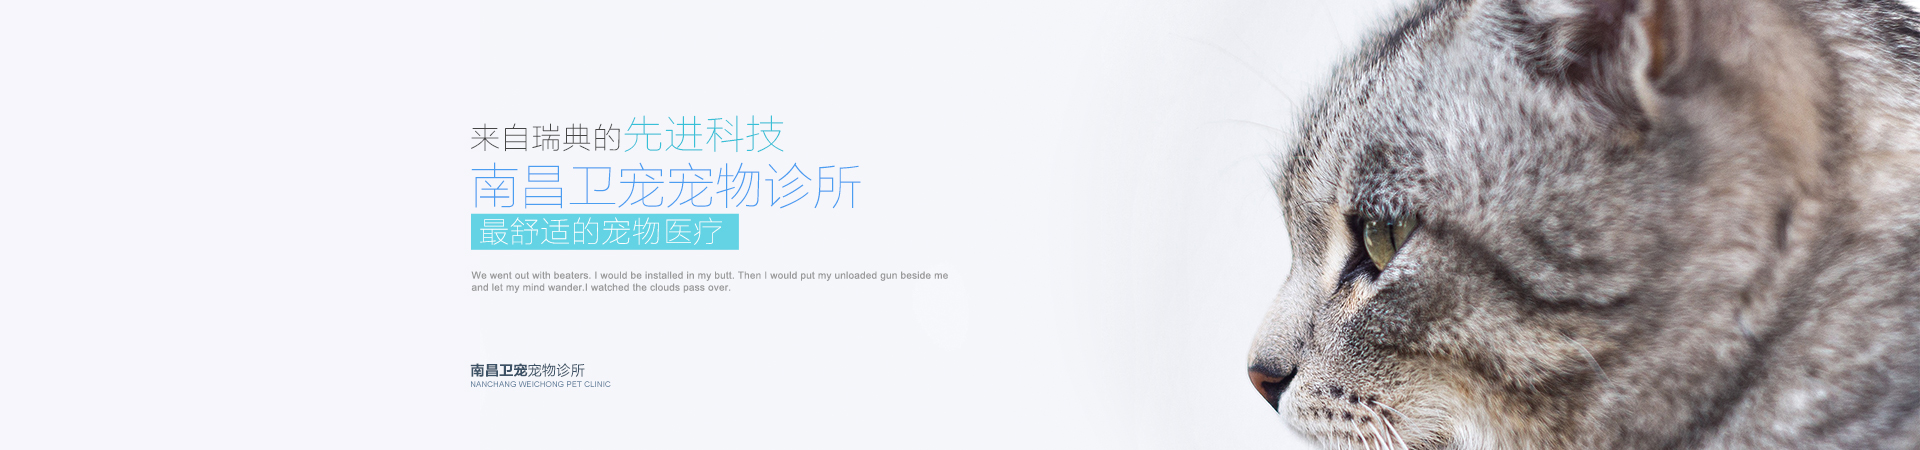 来自瑞典的先进科技
南昌卫宠宠物诊所
最舒适的宠物医疗
We went out with beaters. I would be installed in my butt. Then I would put my unloaded gun beside me
and let my mind wander.I watched the clouds pass over.
南昌卫宠宠物诊所
NANCHANG WEICHONG PET CLINIC